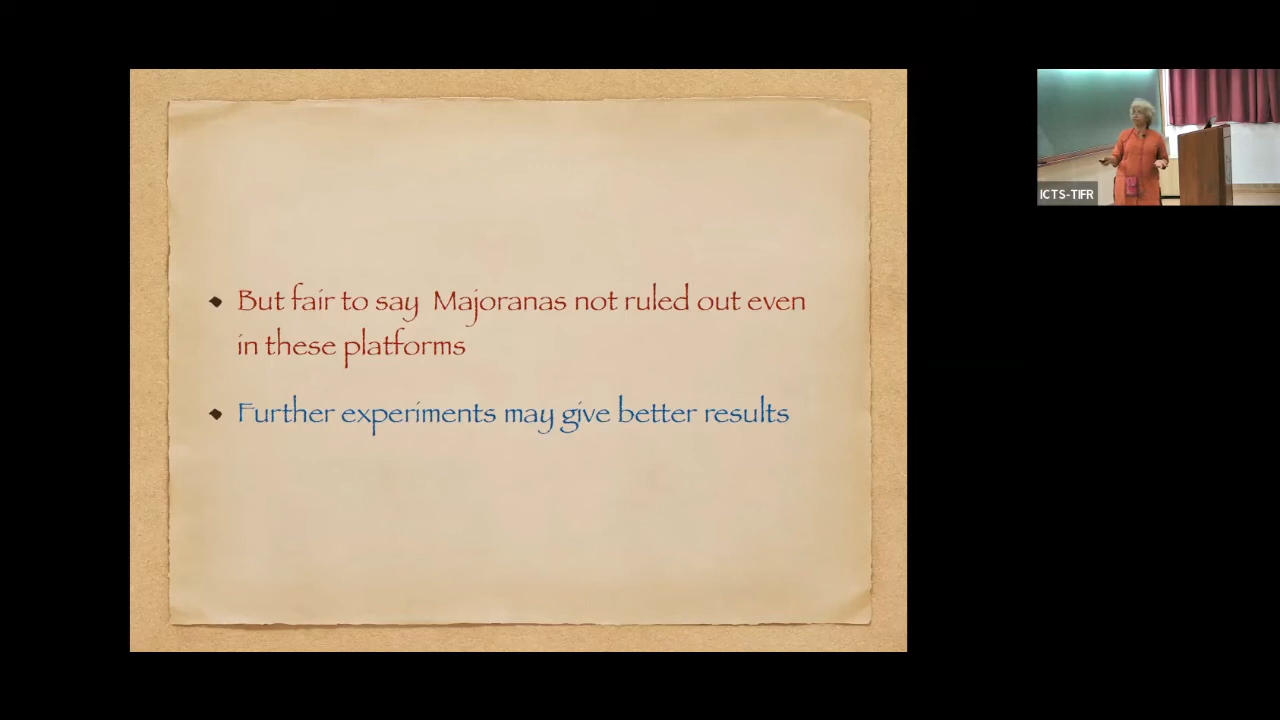 But fair to say Majoranas not ruled out even
in these platforms
Further experiments may give better results
ICTS-TIFR